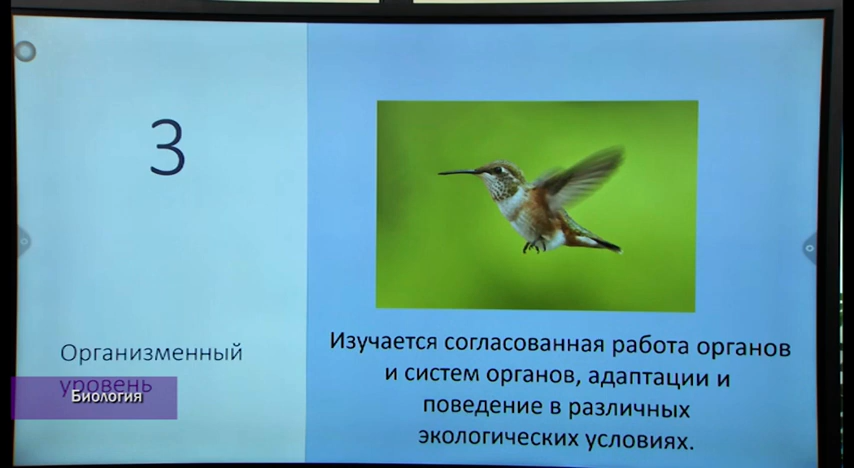 3
Организменный
уровень
Биология
Изучается согласованная работа органов
и систем органов, адаптации и
поведение в различных
экологических условиях.